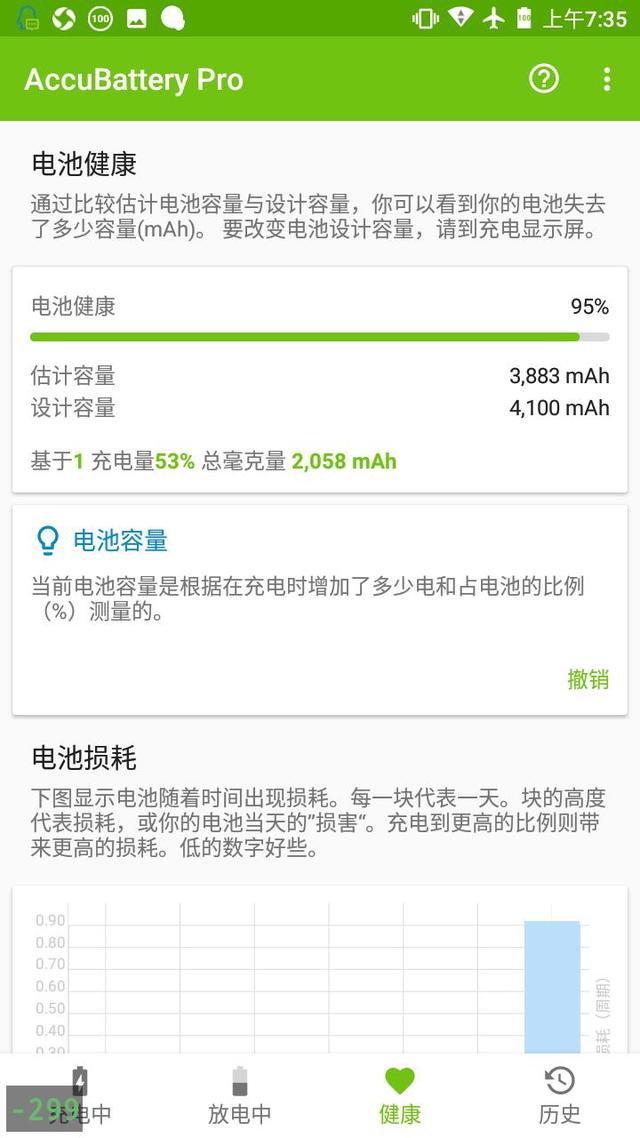 100
100
上午7:35
AccuBattery Pro
电池健康
通过比较估计电池容量与设计容量，你可以看到你的电池失去
了多少容量(mAh)。 要改变电池设计容量，请到充电显示屏。
电池健康 95%
估计容量 3,883 mAh
设计容量 4,100 mAh
基于1 充电量53% 总毫克量 2,058 mAh
电池容量
当前电池容量是根据在充电时增加了多少电和占电池的比例
（%）测量的。
撤销
电池损耗
下图显示电池随着时间出现损耗。每一块代表一天。块的高度
代表损耗，或你的电池当天的”损害“。充电到更高的比例则带
来更高的损耗。低的数字好些。
0.90
0.80
0.70
0.60
0.50
0.40
0.30
损耗（周期）
-299
充电中
放电中
健康
历史